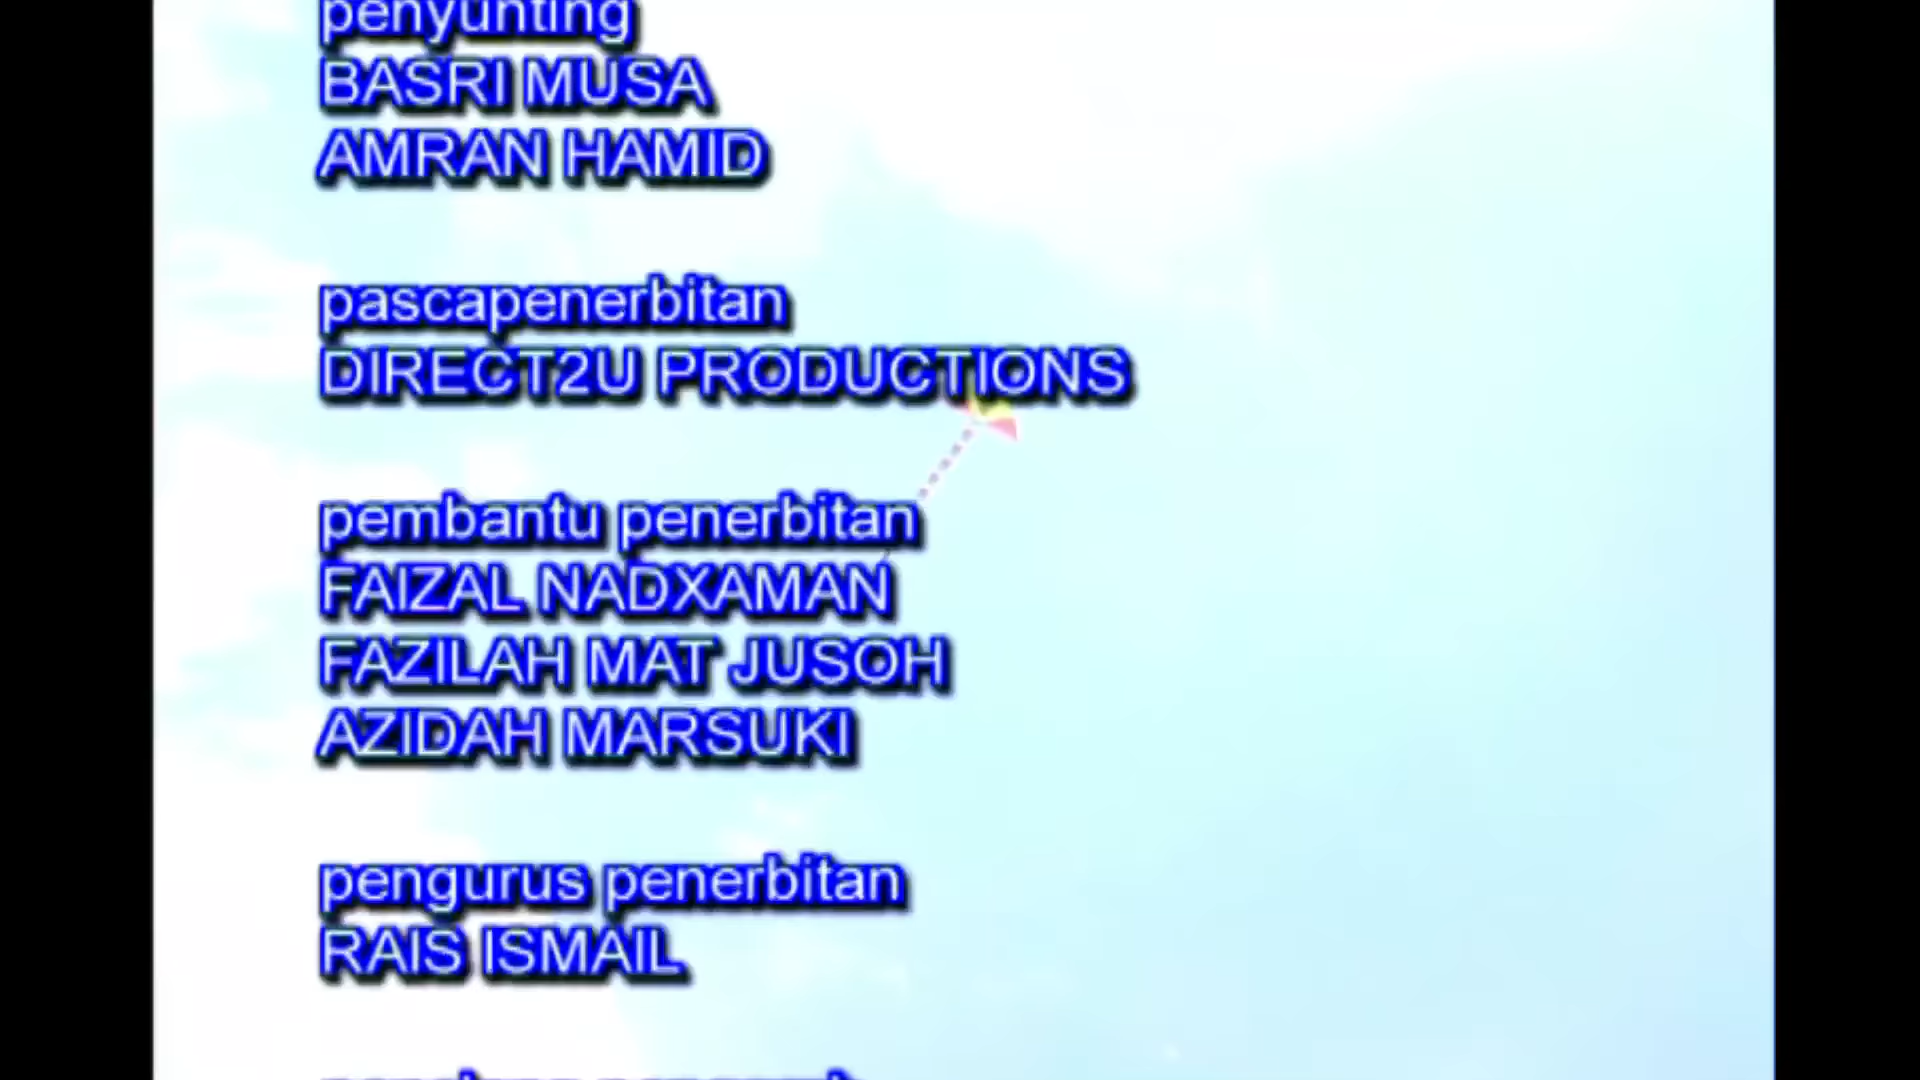 penyunting
BASRI MUSA
AMRAN HAMID
pascapenerbitan
DIRECT2U PRODUCTIONS
pembantu penerbitan
FAIZAL NADXAMAN
FAZILAH MAT JUSOH
AZIDAH MARSUKI
pengurus penerbitan
RAIS ISMAIL